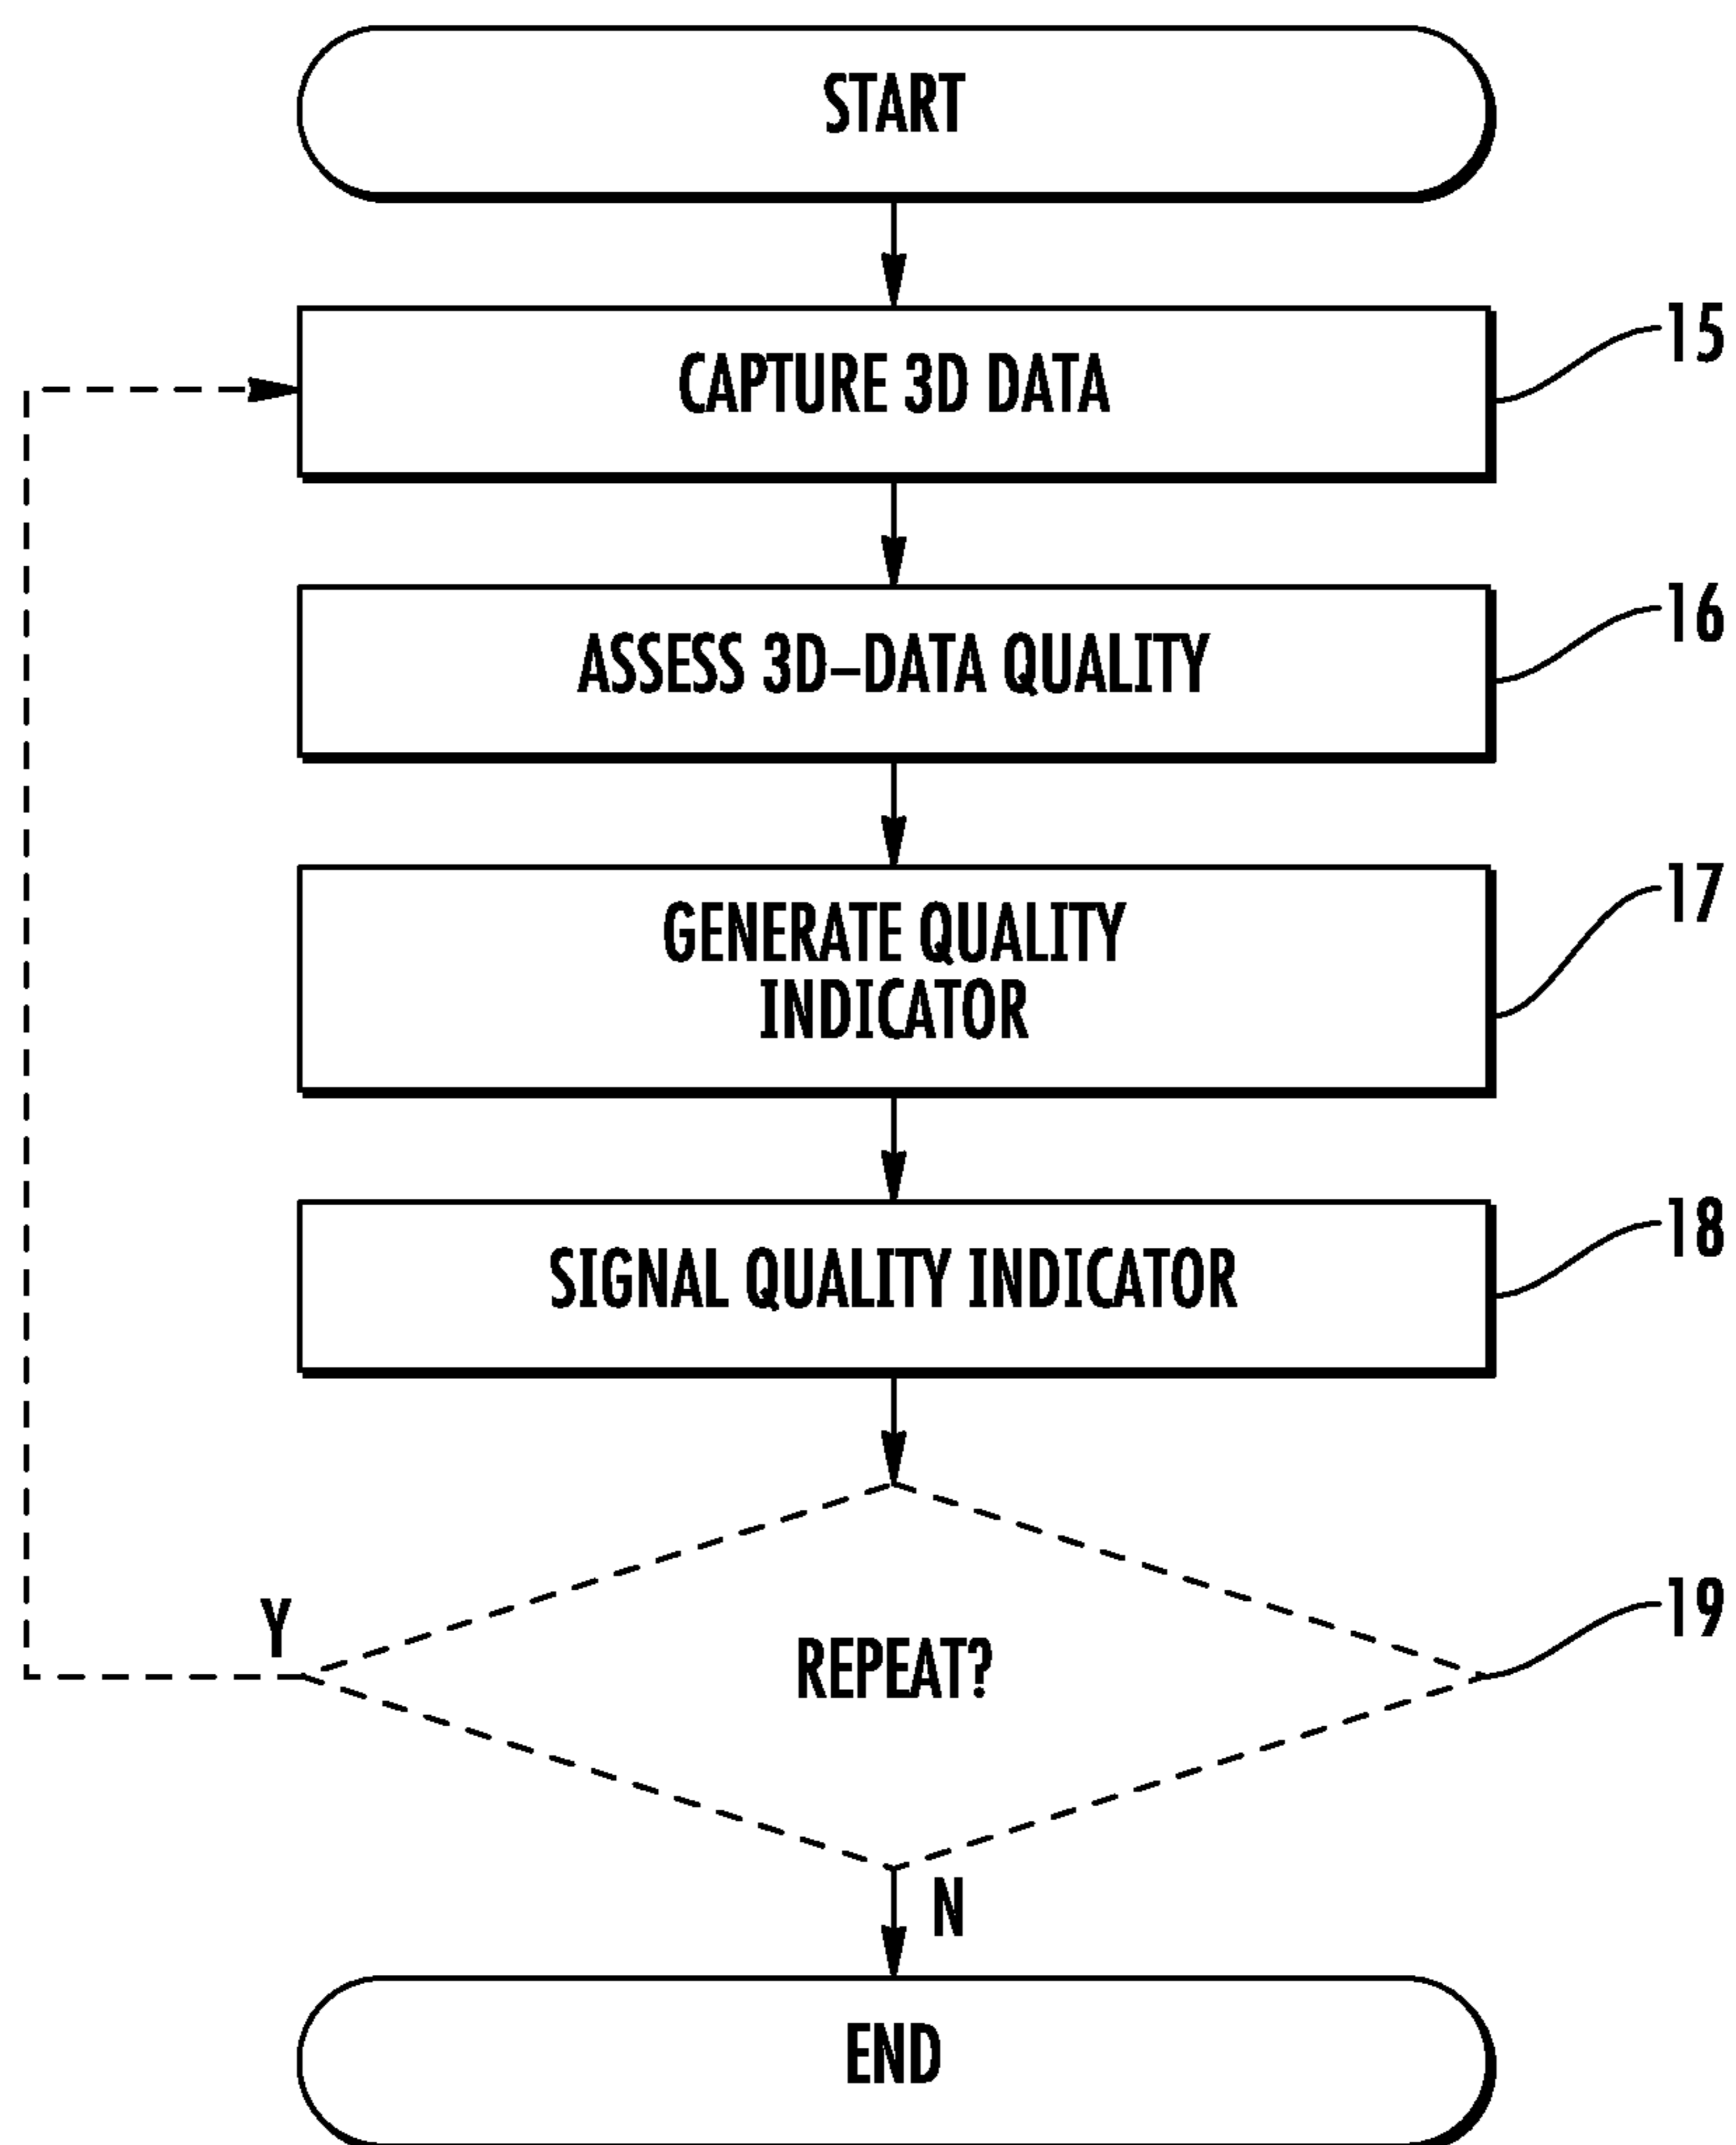 START
CAPTURE 3D DATA
15
ASSESS 3D–DATA QUALITY
16
GENERATE QUALITY
INDICATOR
17
SIGNAL QUALITY INDICATOR
18
Y
REPEAT?
19
N
END